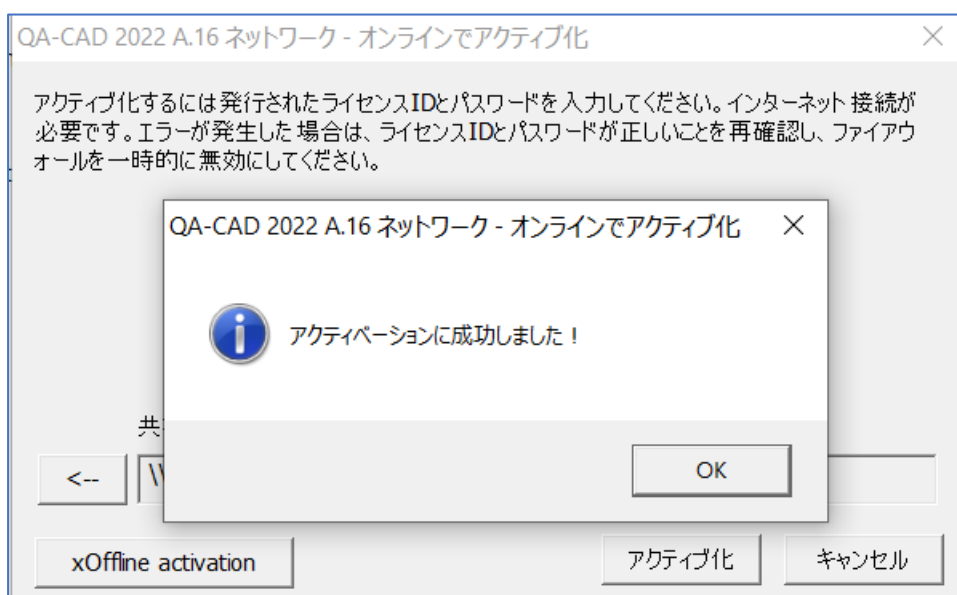 QA-CAD 2022 A.16 ネットワーク - オンラインでアクティブ化
アクティブ化するには発行されたライセンスIDとパスワードを入力してください。インターネット接続が
必要です。エラーが発生した場合は、ライセンスIDとパスワードが正しいことを再確認し、ファイアウ
ォールを一時的に無効にしてください。
QA-CAD 2022 A.16 ネットワーク - オンラインでアクティブ化
アクティベーションに成功しました！
OK
共
<--
xOffline activation
アクティブ化
キャンセル